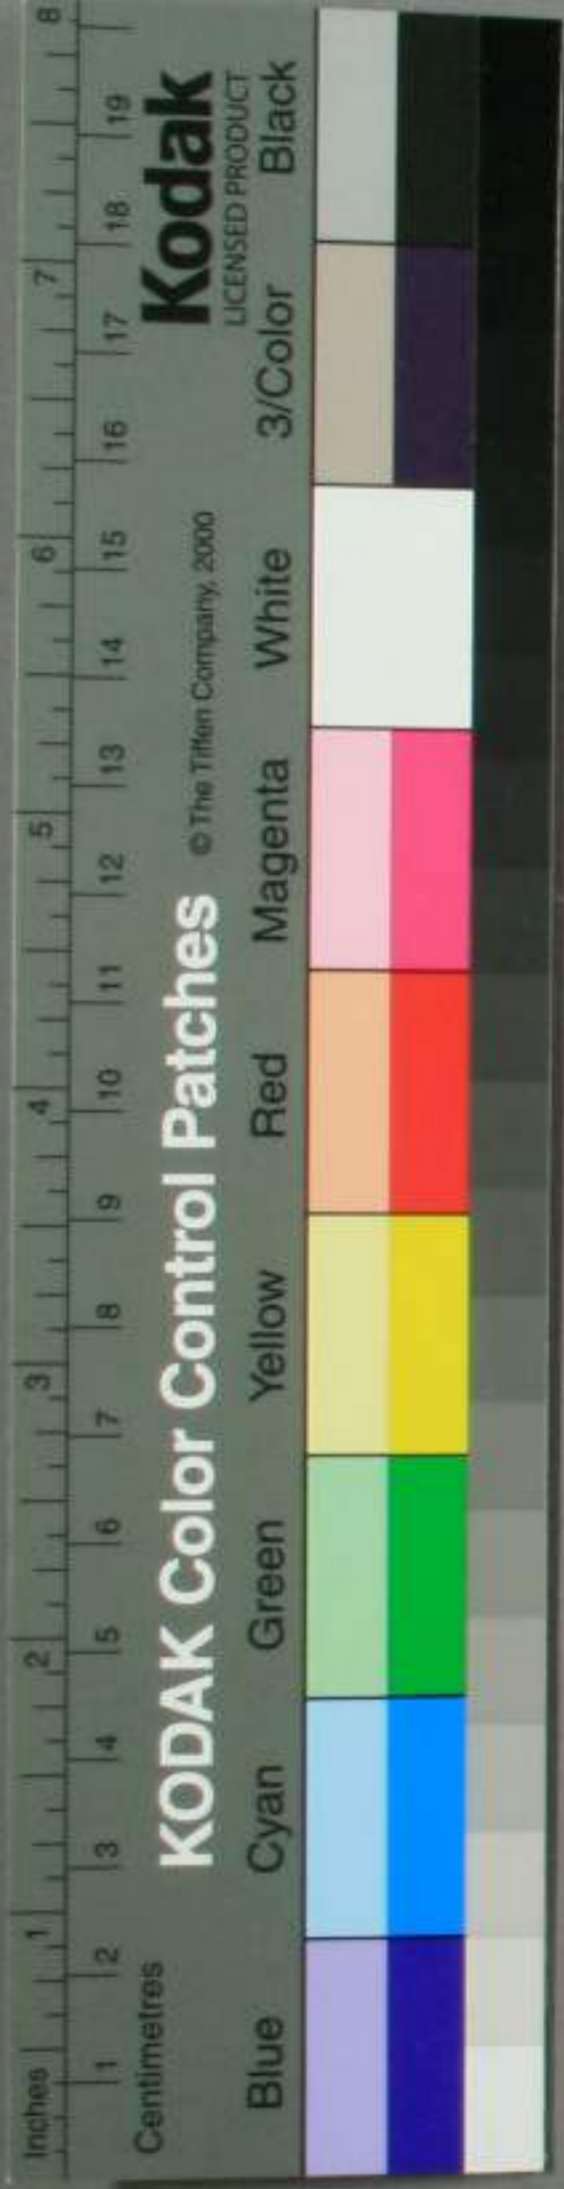 Inches 1 2 3 4 5 6 7 8
Centimetres 1 2 3 4 5 6 7 8 9 10 11 12 13 14 15 16 17 18 19
KODAK Color Control Patches © The Tiffen Company, 2000 Kodak
LICENSED PRODUCT
Blue Cyan Green Yellow Red Magenta White 3/Color Black